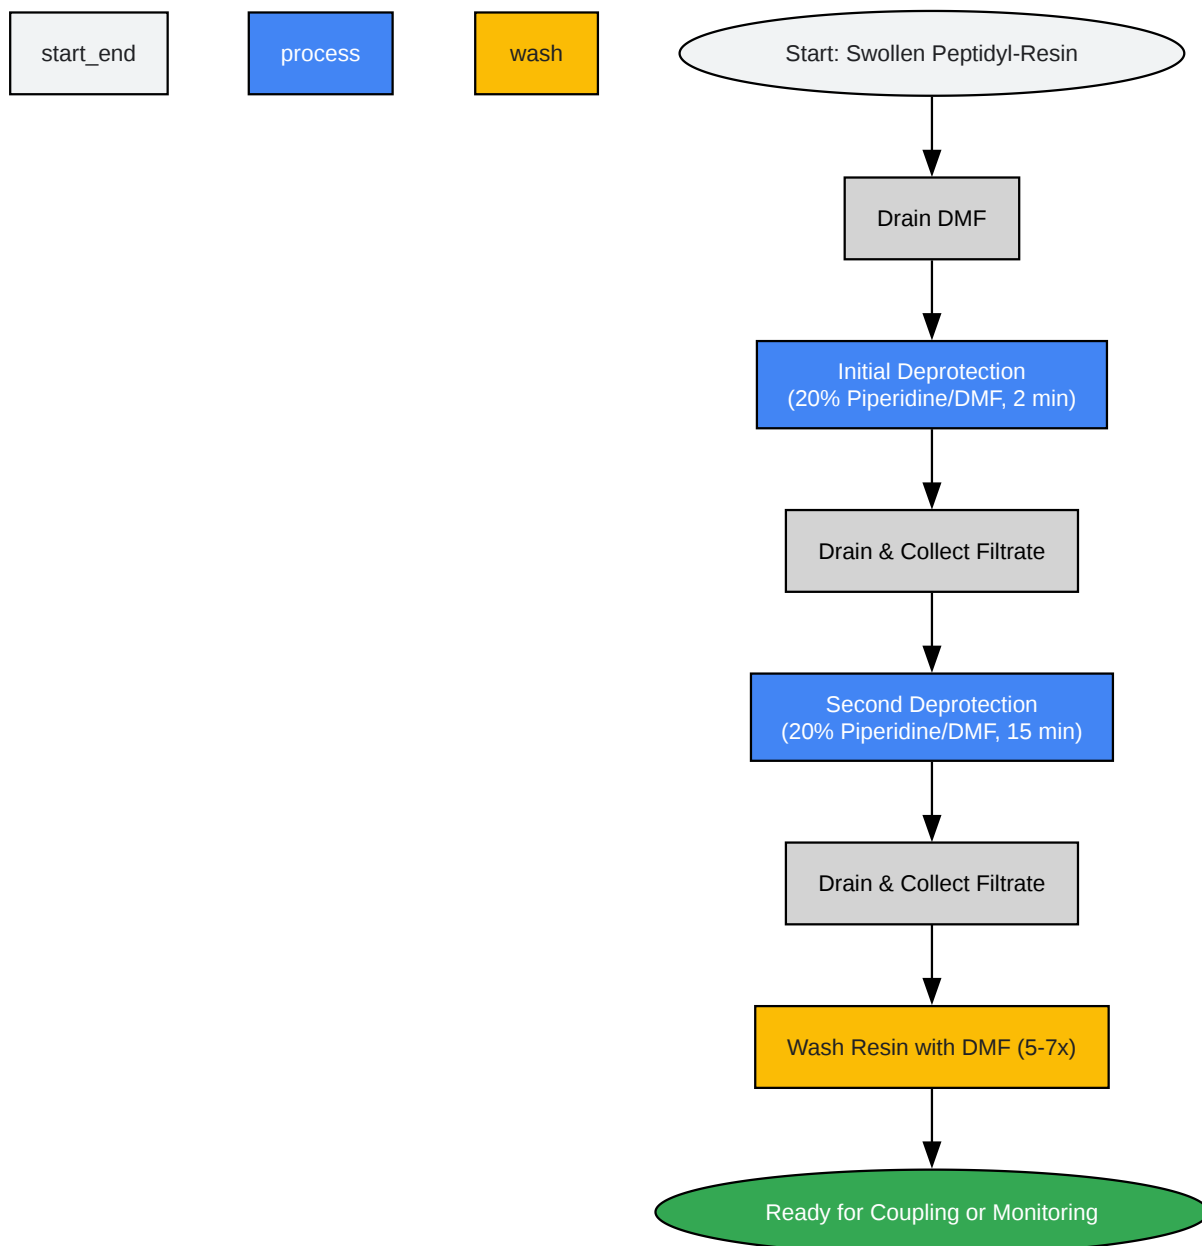 start_end
process
wash
Start: Swollen Peptidyl-Resin
Drain DMF
Initial Deprotection
(20% Piperidine/DMF, 2 min)
Drain & Collect Filtrate
Second Deprotection
(20% Piperidine/DMF, 15 min)
Drain & Collect Filtrate
Wash Resin with DMF (5-7x)
Ready for Coupling or Monitoring